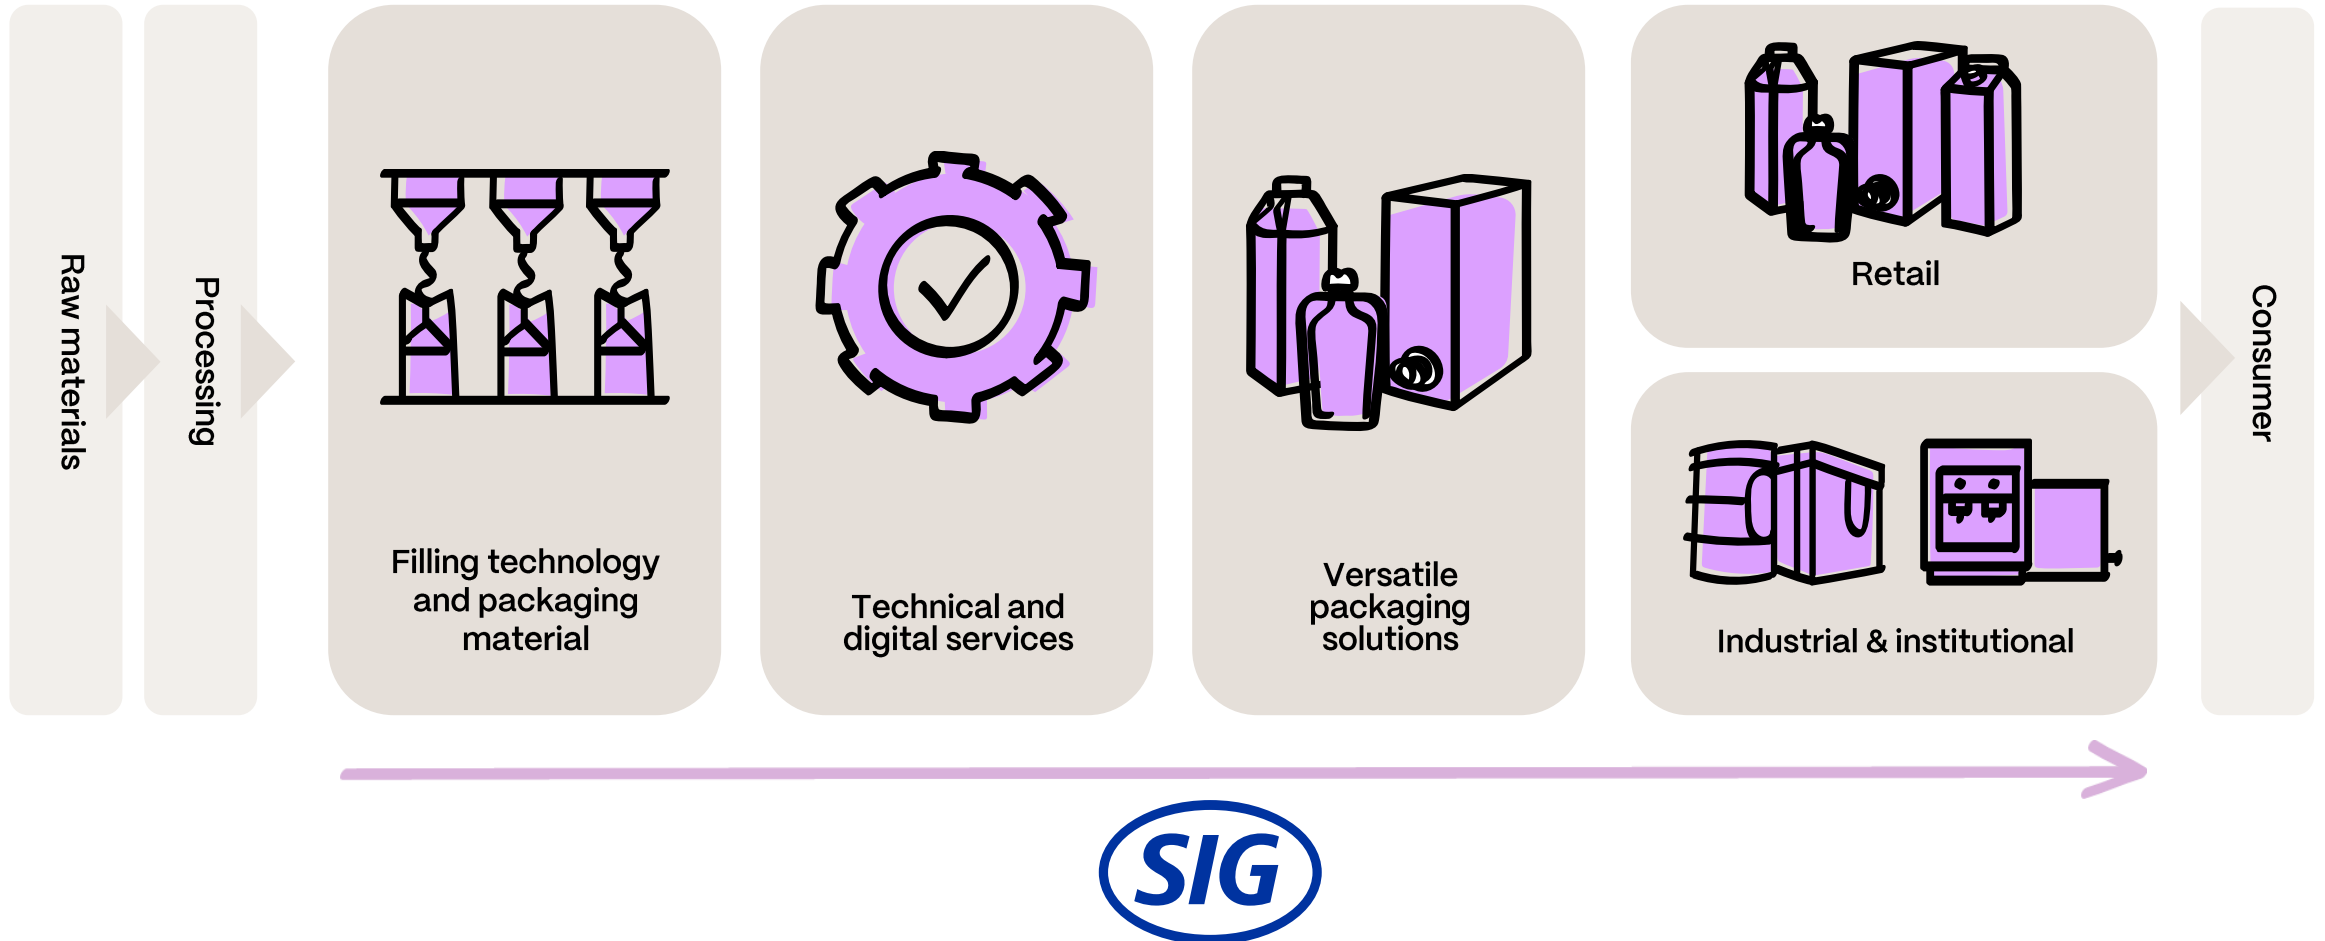 Raw materials
Processing
Filling technology
and packaging
material
Technical and
digital services
Versatile
packaging
solutions
Retail
Industrial & institutional
Consumer
SIG